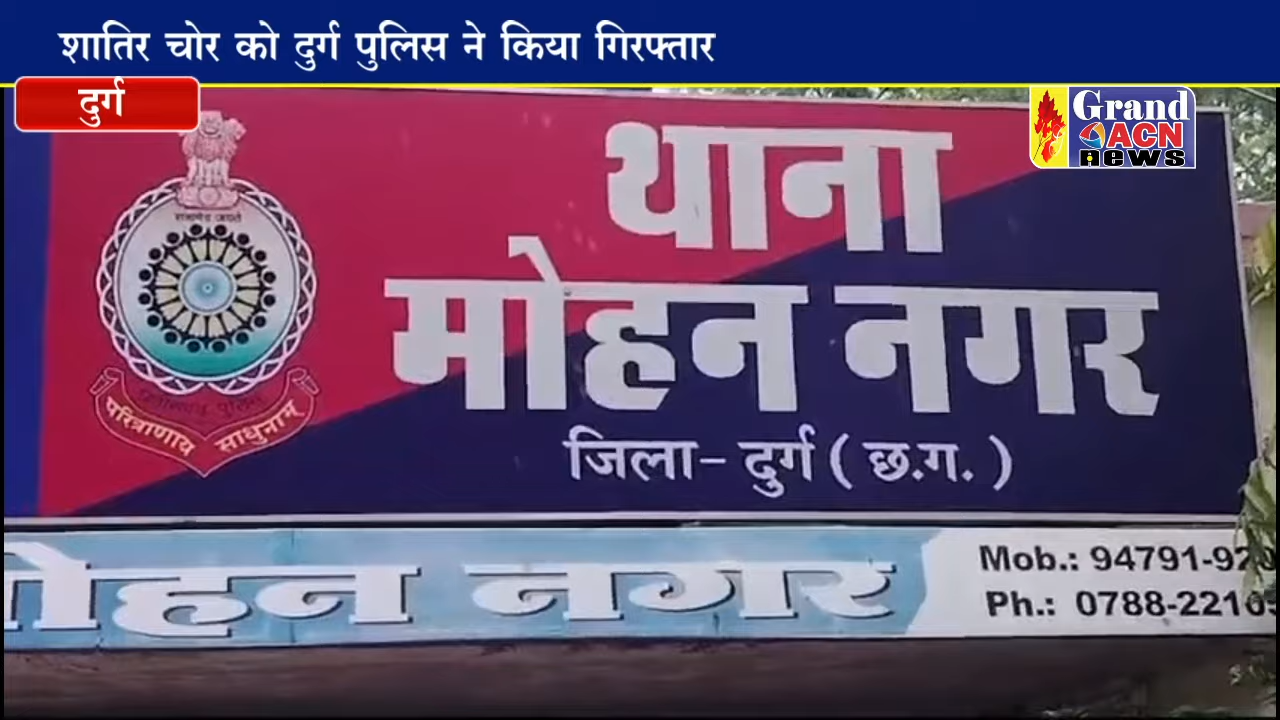 शातिर चोर को दुर्ग पुलिस ने किया गिरफ्तार
दुर्ग
Grand
ACN
news
थाना
मोहन नगर
जिला- दुर्ग ( छ.ग. )
परित्राणाय साधुनाम्
मोहन नगर
Mob.: 94791-92
Ph.: 0788-2210